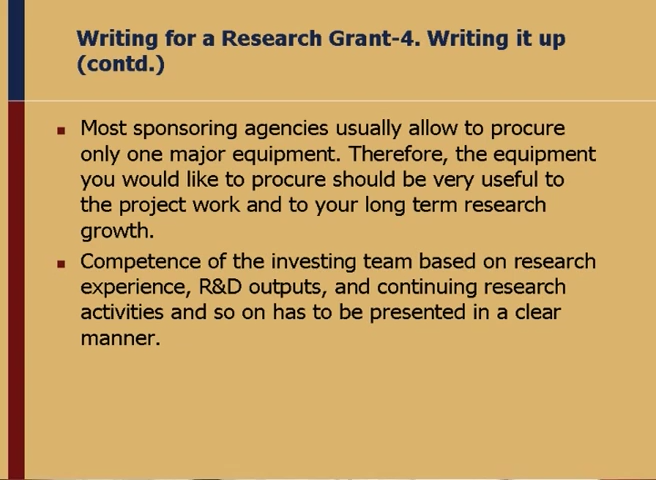 Writing for a Research Grant-4. Writing it up
(contd.)
Most sponsoring agencies usually allow to procure
only one major equipment. Therefore, the equipment
you would like to procure should be very useful to
the project work and to your long term research
growth.
Competence of the investing team based on research
experience, R&D outputs, and continuing research
activities and so on has to be presented in a clear
manner.